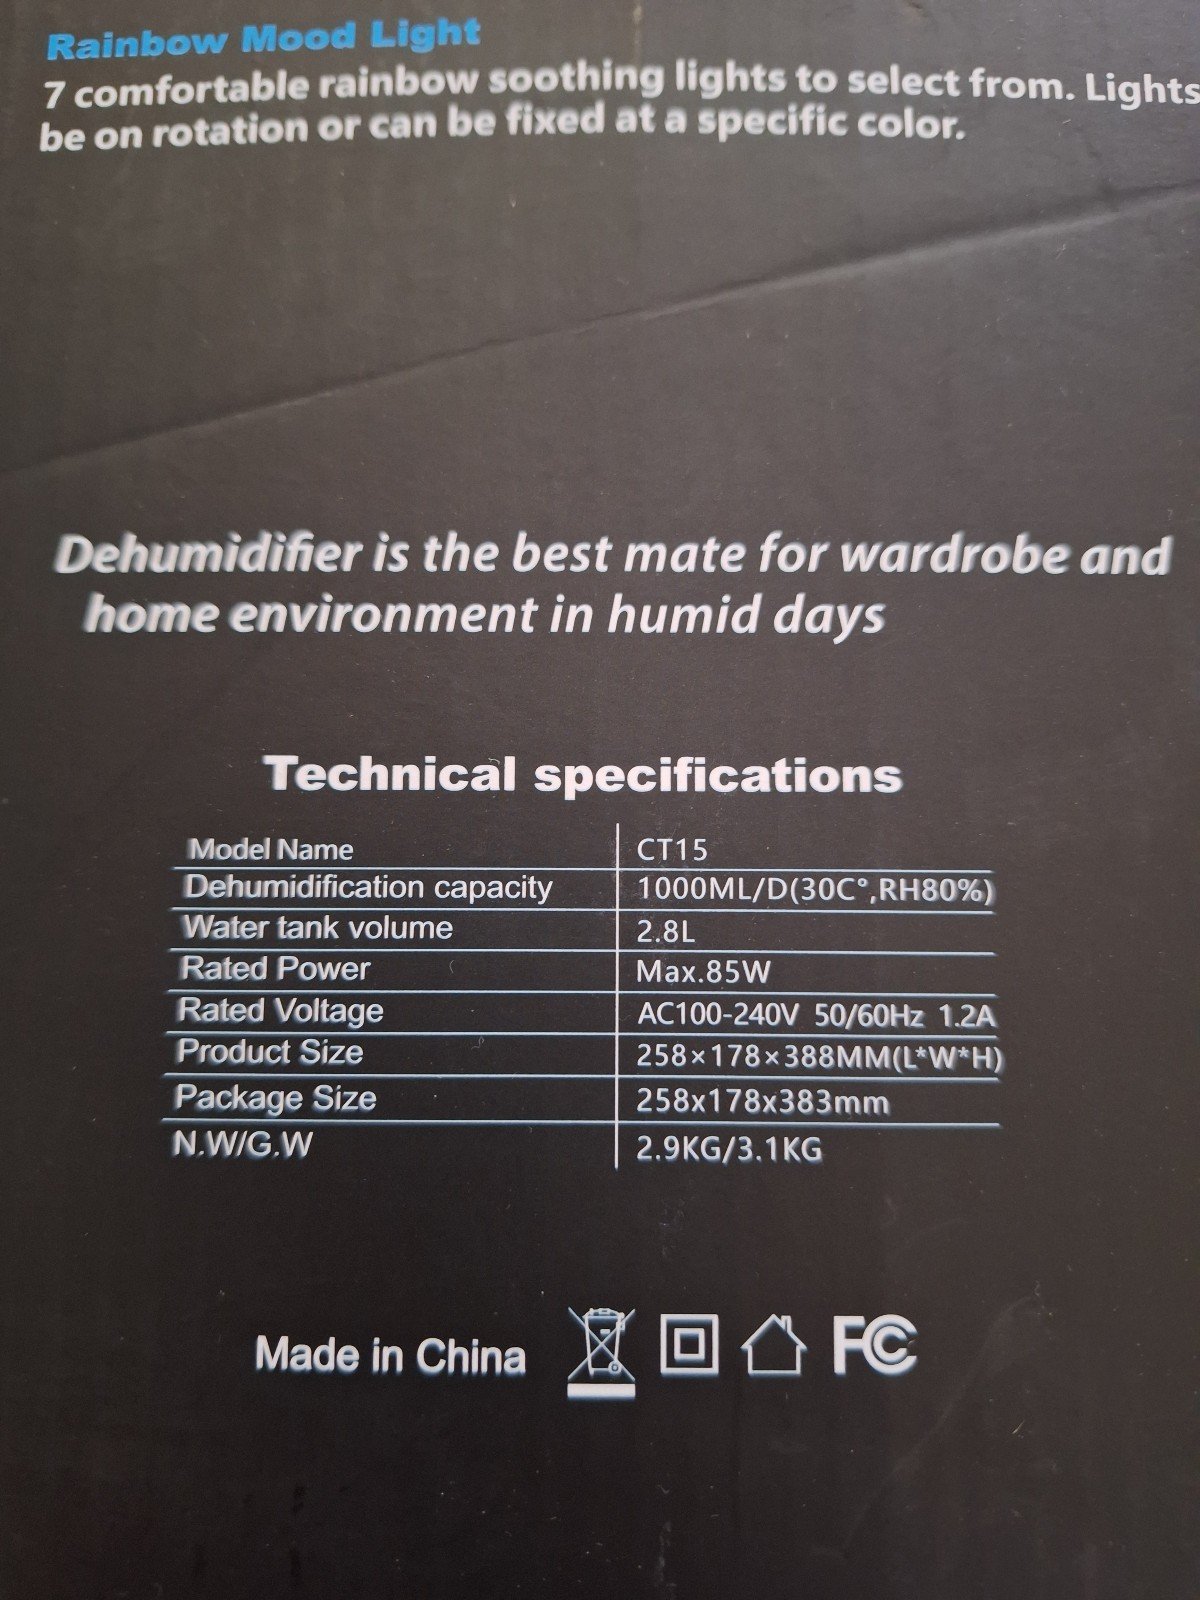 Rainbow Mood Light
7 comfortable rainbow soothing lights to select from. Lights
be on rotation or can be fixed at a specific color.
Dehumidifier is the best mate for wardrobe and
home environment in humid days
Technical specifications
Model Name CT15
Dehumidification capacity 1000ML/D(30C°,RH80%)
Water tank volume 2.8L
Rated Power Max.85W
Rated Voltage AC100-240V 50/60Hz 1.2A
Product Size 258×178×388MM(L*W*H)
Package Size 258x178x383mm
N.W/G.W 2.9KG/3.1KG
Made in China FC